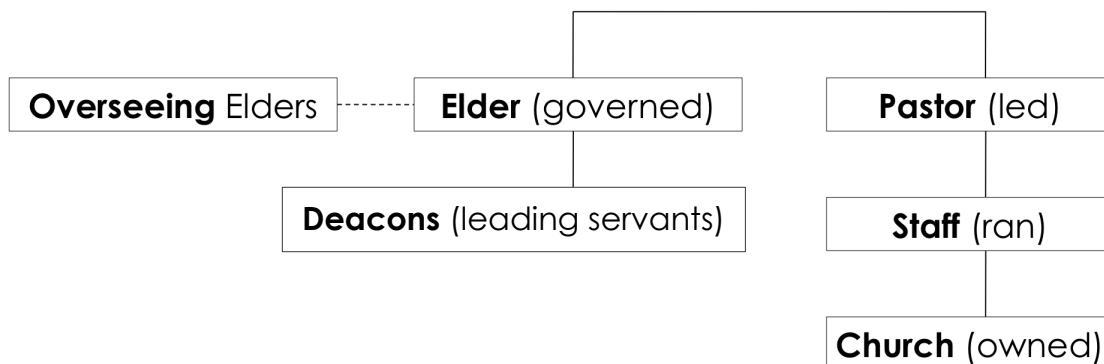 Overseeing Elders
Elder (governed)
Pastor (led)
Deacons (leading servants)
Staff (ran)
Church (owned)